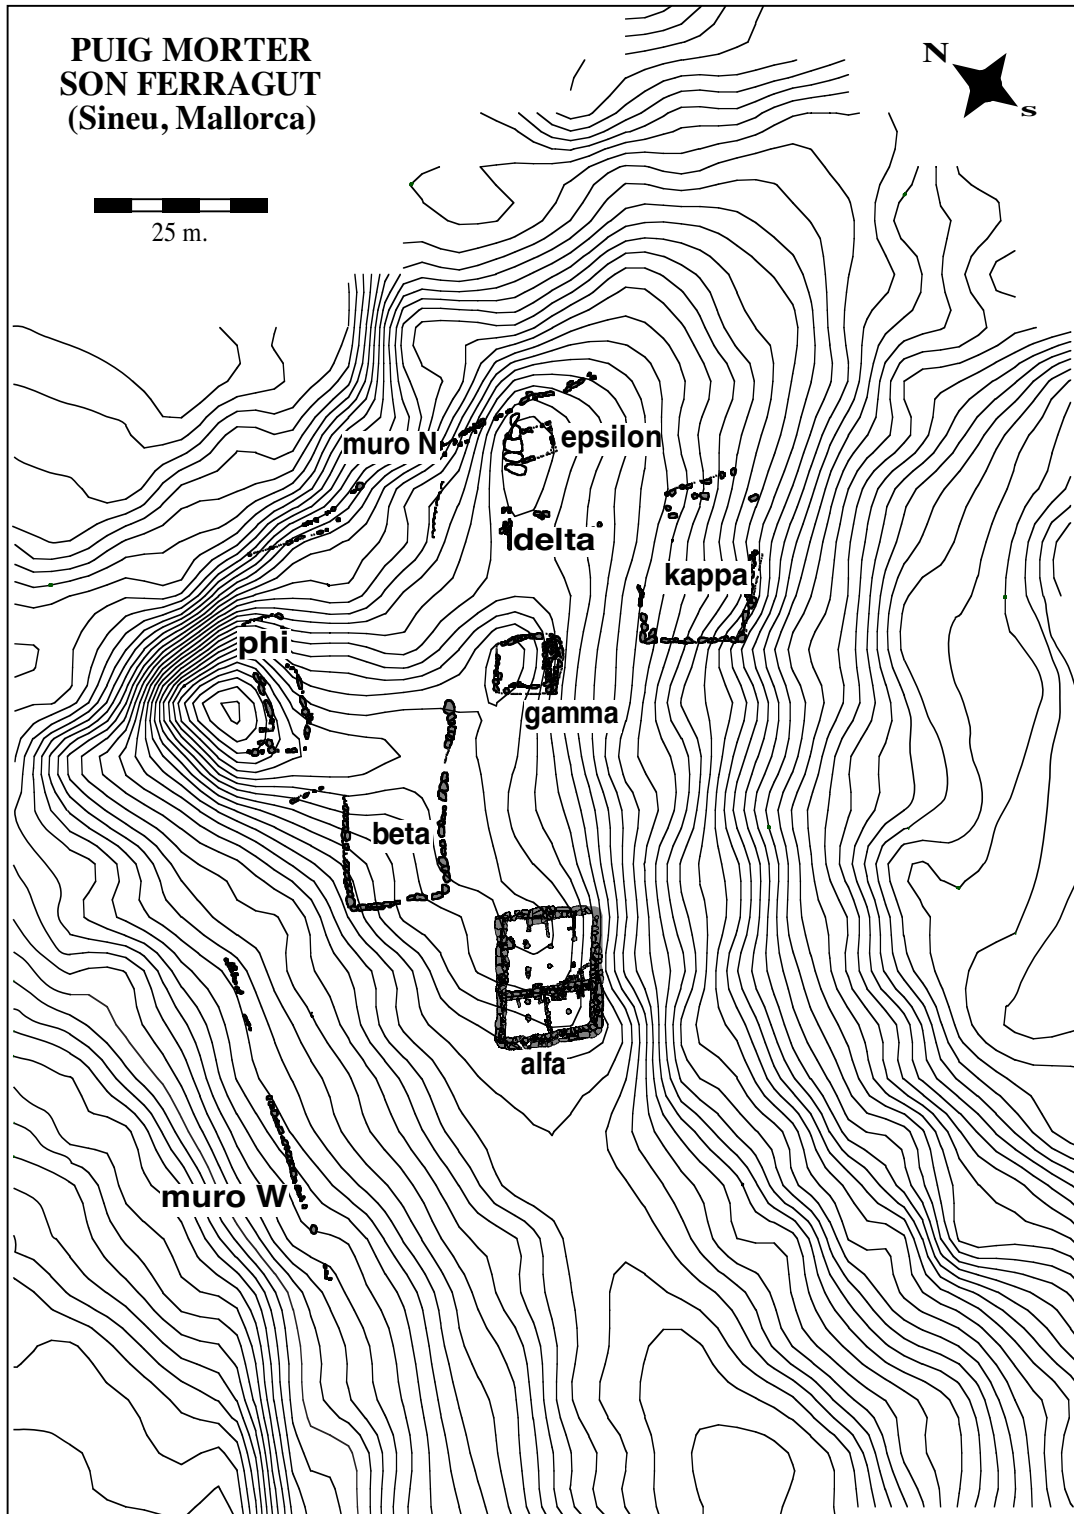 PUIG MORTER
SON FERRAGUT
(Sineu, Mallorca)
N
s
25 m.
muro N
epsilon
delta
kappa
phi
gamma
beta
alfa
muro W